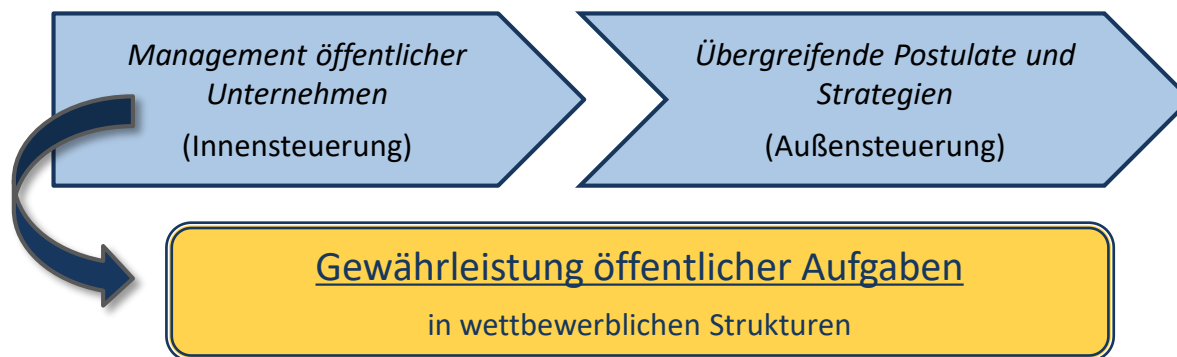 Management öffentlicher
Unternehmen
(Innensteuerung)
Übergreifende Postulate und
Strategien
(Außensteuerung)
Gewährleistung öffentlicher Aufgaben
in wettbewerblichen Strukturen